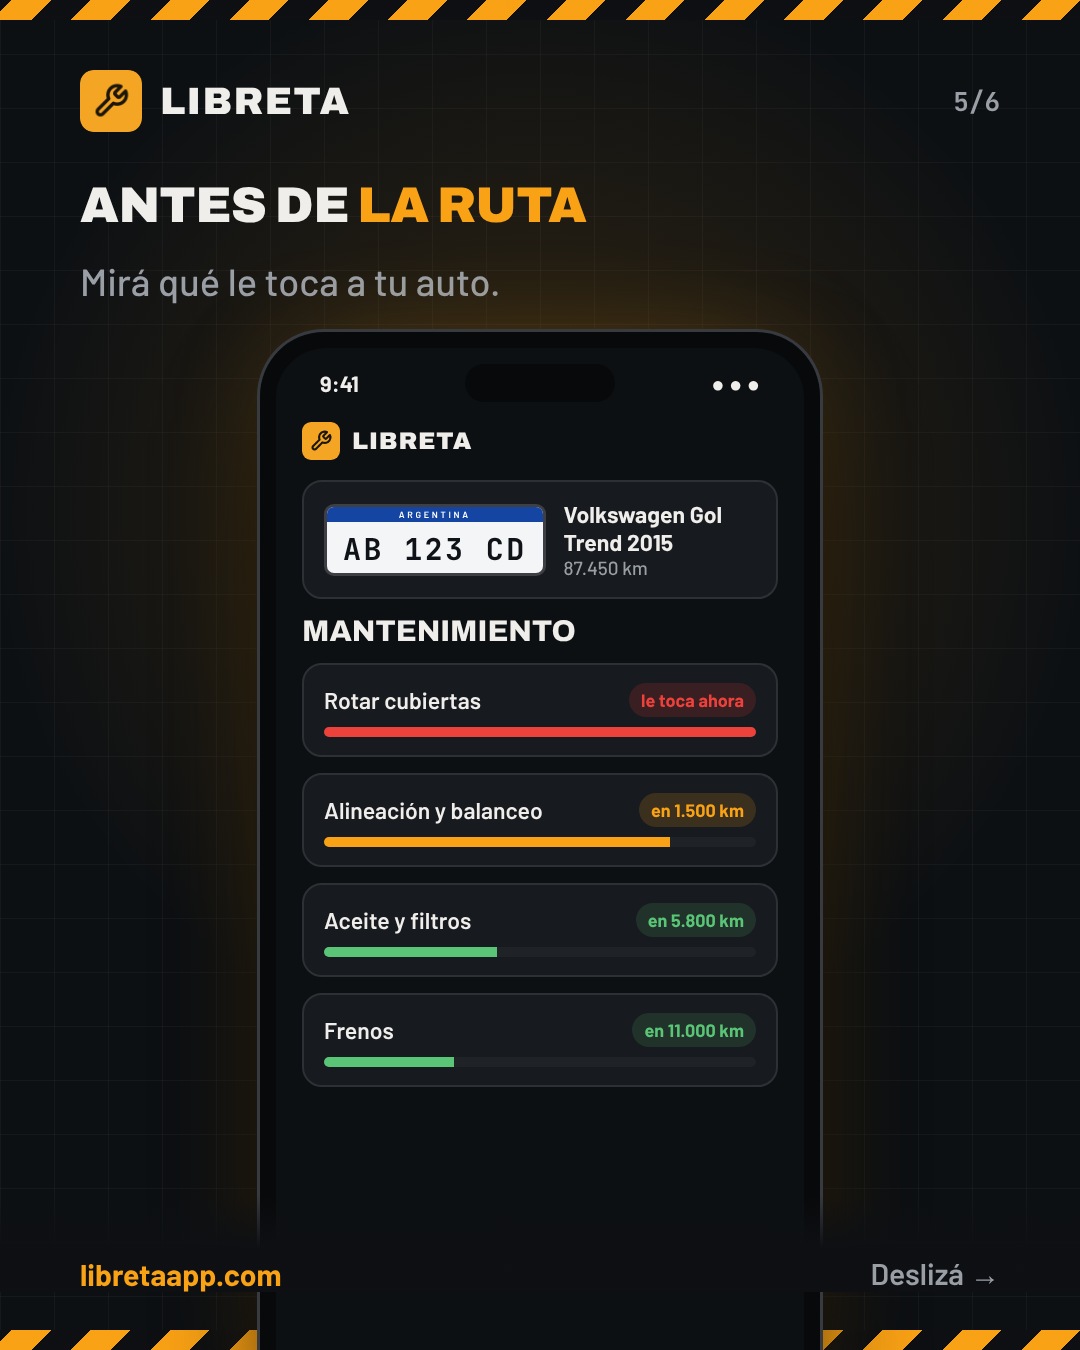 LIBRETA
5/6
ANTES DE LA RUTA
Mirá qué le toca a tu auto.
9:41
LIBRETA
ARGENTINA
AB 123 CD
Volkswagen Gol
Trend 2015
87.450 km
MANTENIMIENTO
Rotar cubiertas
le toca ahora
Alineación y balanceo
en 1.500 km
Aceite y filtros
en 5.800 km
Frenos
en 11.000 km
libretaapp.com
Deslizá →